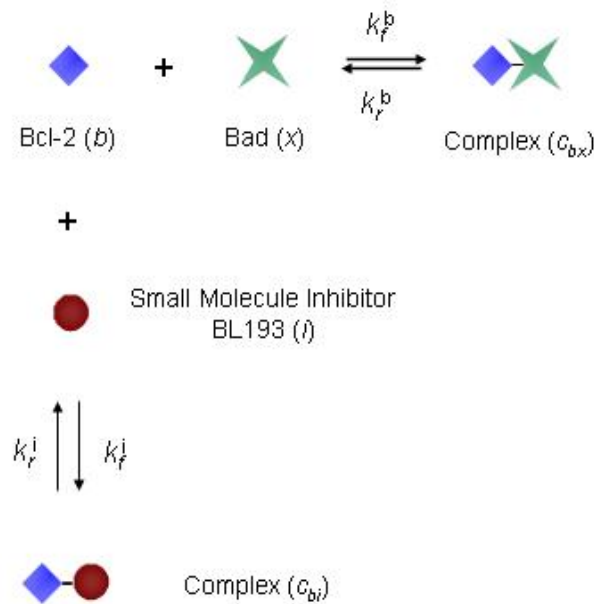 k_f^b
+
k_r^b
Bcl-2 (b) Bad (x) Complex (c_bx)
+
Small Molecule Inhibitor
BL193 (i)
k_r^i k_f^i
Complex (c_bi)